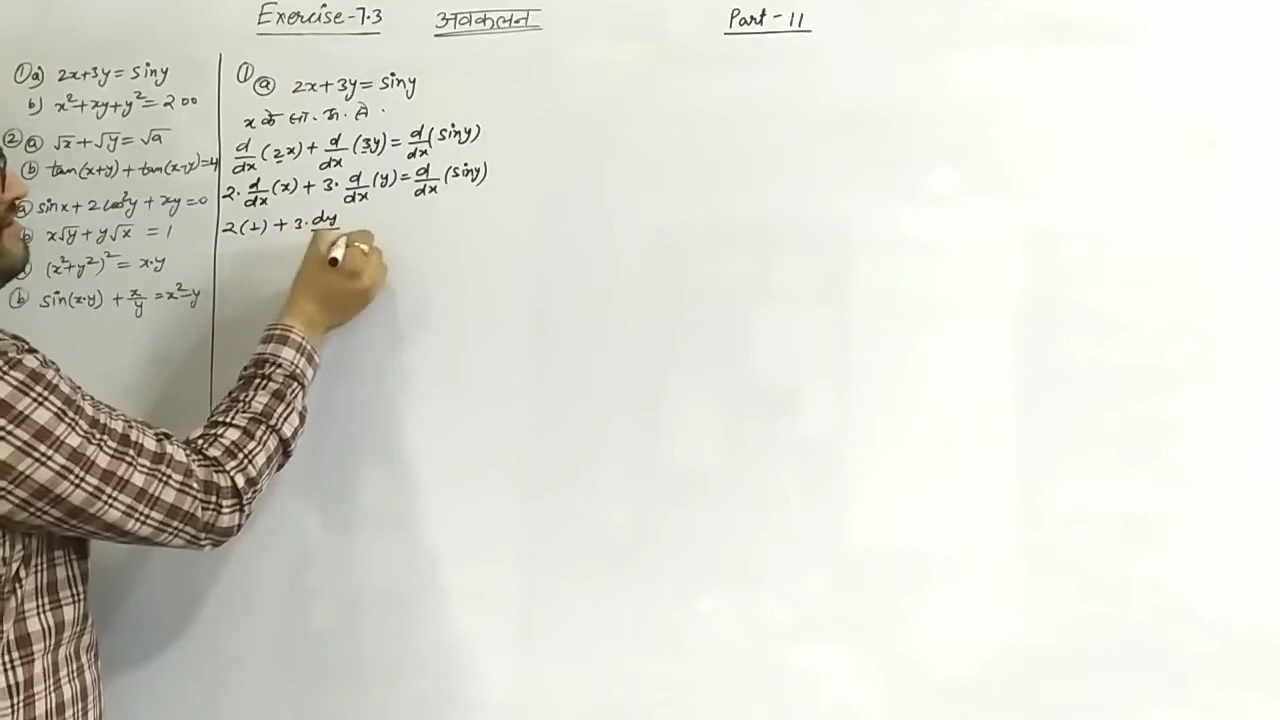 Exercise-7.3 अवकलन Part-11
① a) 2x+3y = siny
b) x²+xy+y² = 200
② ⓐ √x+√y = √a
ⓑ tan(x+y) + tan(x-y) = 4
ⓐ sinx + 2cos²y + xy = 0
x√y + y√x = 1
(x²+y²)² = x·y
ⓑ sin(x·y) + x/y = x²-y
①
ⓐ 2x+3y = siny
x के सा. अ. से.
d/dx (2x) + d/dx (3y) = d/dx (siny)
2· d/dx (x) + 3· d/dx (y) = d/dx (siny)
2(1) + 3· dy